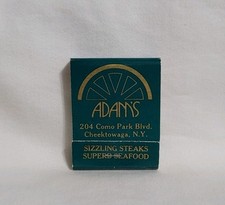 ADAM'S
204 Como Park Blvd.
Cheektowaga, N.Y.
SIZZLING STEAKS
SUPERB SEAFOOD